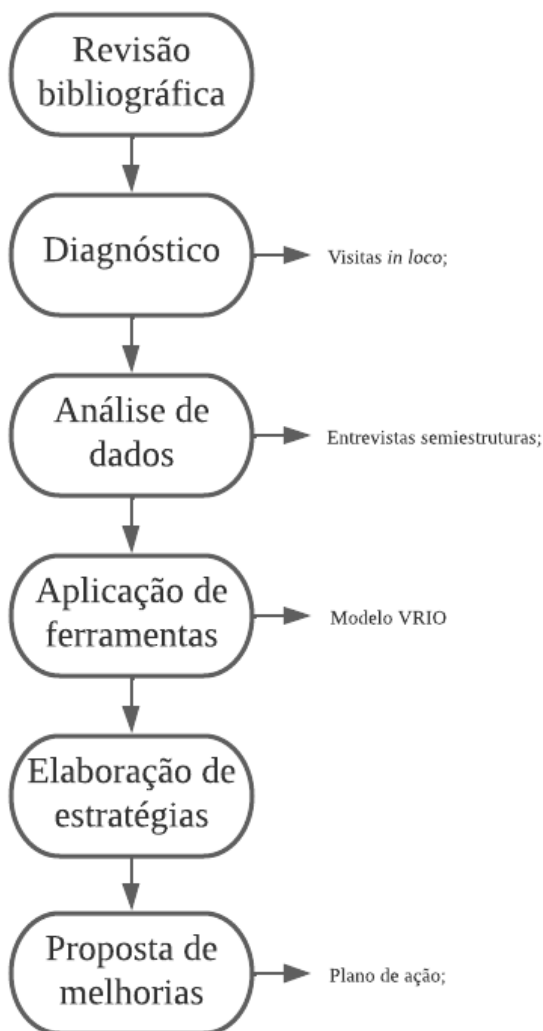 Revisão
bibliográfica
Diagnóstico
Visitas in loco;
Análise de
dados
Entrevistas semiestruturas;
Aplicação de
ferramentas
Modelo VRIO
Elaboração de
estratégias
Proposta de
melhorias
Plano de ação;